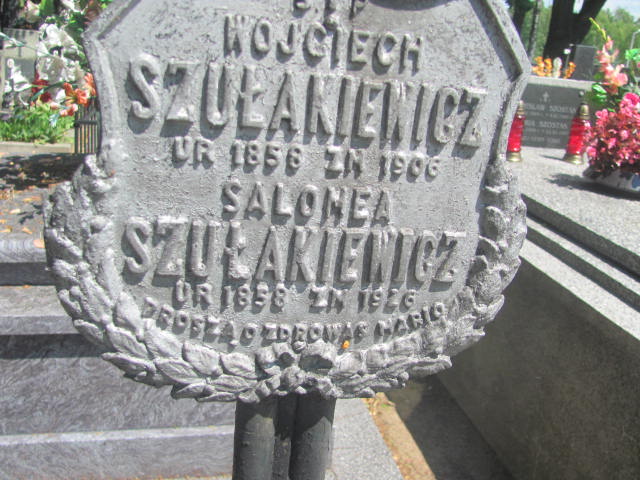 Ś P
WOJCIECH
SZUŁAKIEWICZ
UR 1858 ZM 1906
SALOMEA
SZUŁAKIEWICZ
UR 1858 ZM 1926
PROSZĄ O ZDROWAŚ MARIO